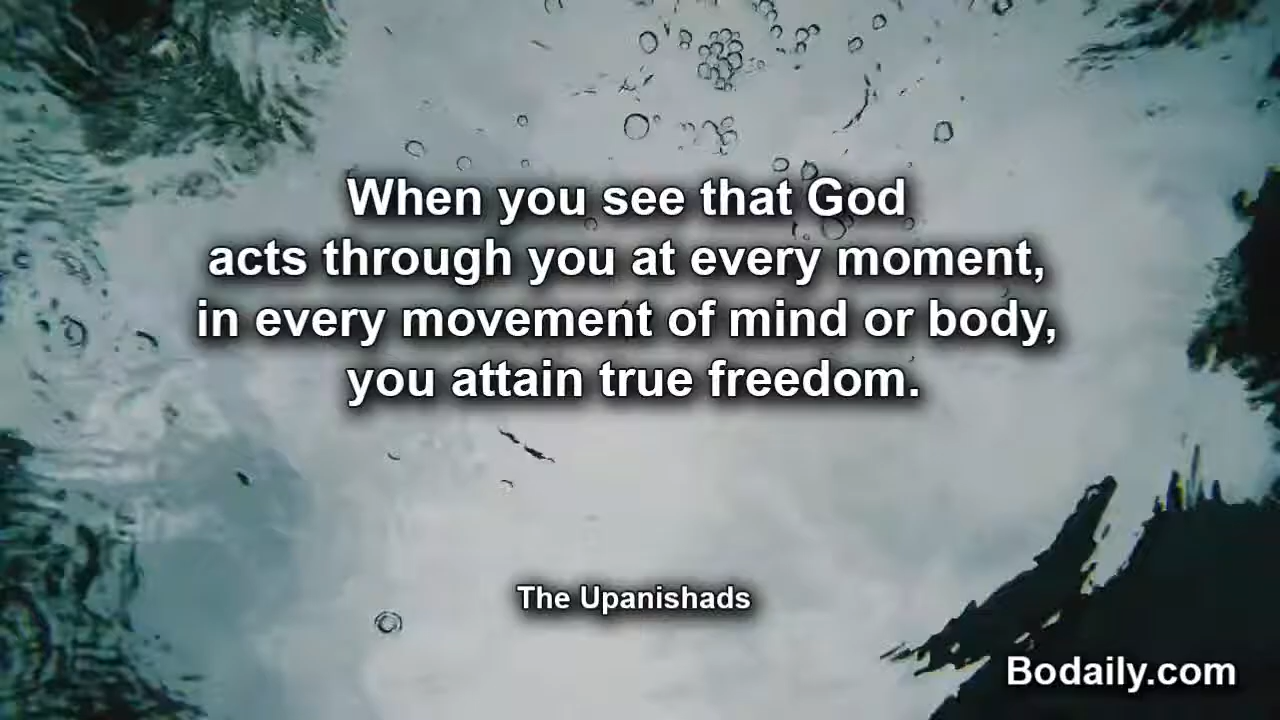 When you see that God
acts through you at every moment,
in every movement of mind or body,
you attain true freedom.
The Upanishads
Bodaily.com